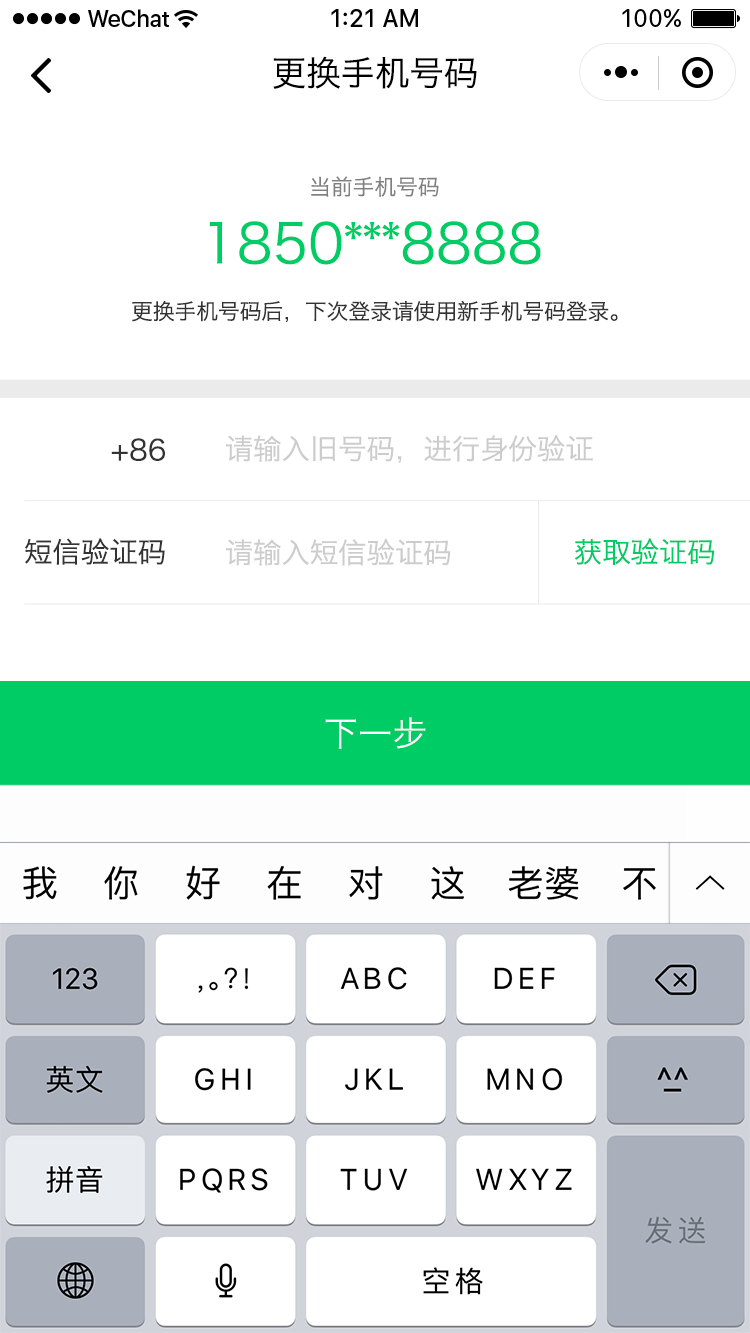 WeChat 1:21 AM 100%
更换手机号码
当前手机号码
1850***8888
更换手机号码后，下次登录请使用新手机号码登录。
+86 请输入旧号码，进行身份验证
短信验证码 请输入短信验证码 获取验证码
下一步
我 你 好 在 对 这 老婆 不
123 ,。?! ABC DEF
英文 GHI JKL MNO ^^
拼音 PQRS TUV WXYZ
发送
空格